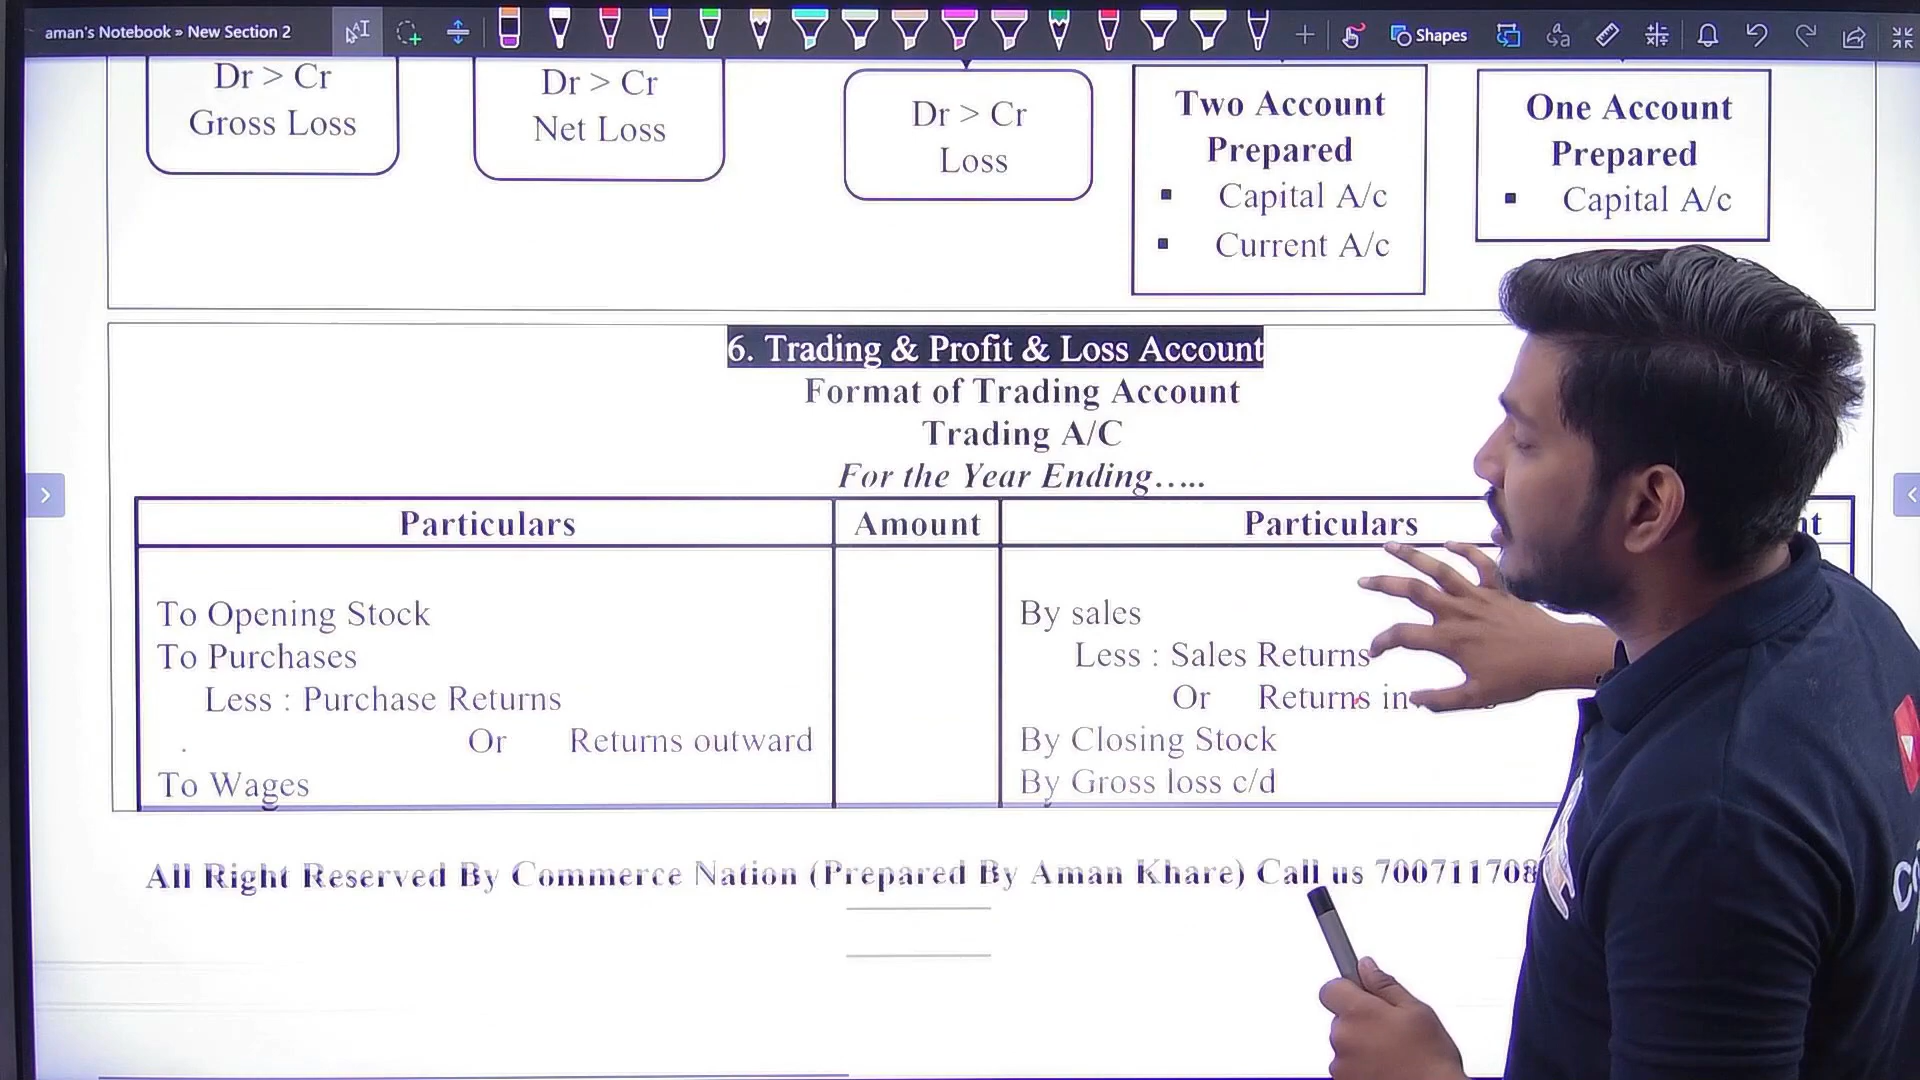 aman's Notebook » New Section 2
Shapes
Dr > Cr
Gross Loss
Dr > Cr
Net Loss
Dr > Cr
Loss
Two Account
Prepared
▪ Capital A/c
▪ Current A/c
One Account
Prepared
▪ Capital A/c
6. Trading & Profit & Loss Account
Format of Trading Account
Trading A/C
For the Year Ending.....
Particulars Amount Particulars
To Opening Stock
To Purchases
Less : Purchase Returns
Or Returns outward
To Wages
By sales
Less : Sales Returns
Or Returns
By Closing Stock
By Gross loss c/d
All Right Reserved By Commerce Nation (Prepared By Aman Khare) Call us 700711708